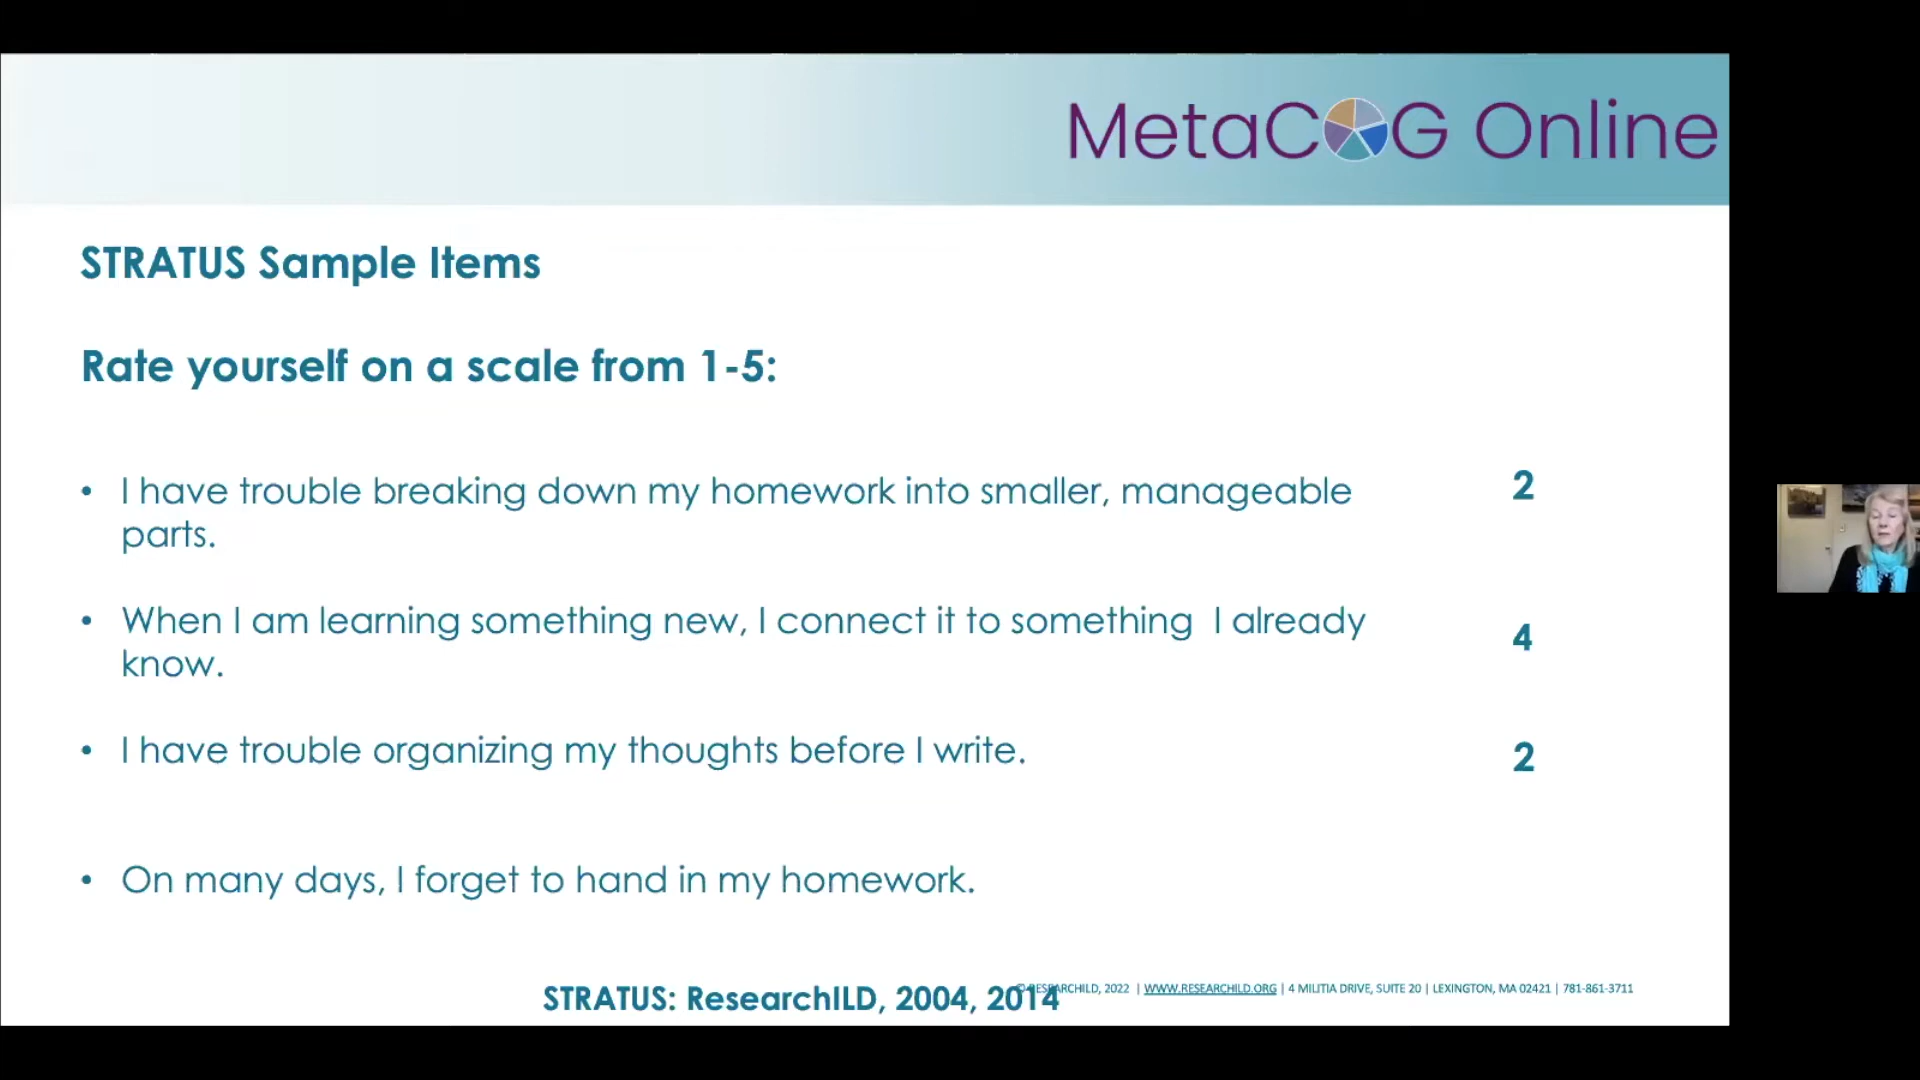 MetaCOG Online
STRATUS Sample Items
Rate yourself on a scale from 1-5:
• I have trouble breaking down my homework into smaller, manageable
parts.
2
• When I am learning something new, I connect it to something I already
know.
4
• I have trouble organizing my thoughts before I write.
2
• On many days, I forget to hand in my homework.
STRATUS: ResearchILD, 2004, 2014
© RESEARCHILD, 2022 | WWW.RESEARCHILD.ORG | 4 MILITIA DRIVE, SUITE 20 | LEXINGTON, MA 02421 | 781-861-3711